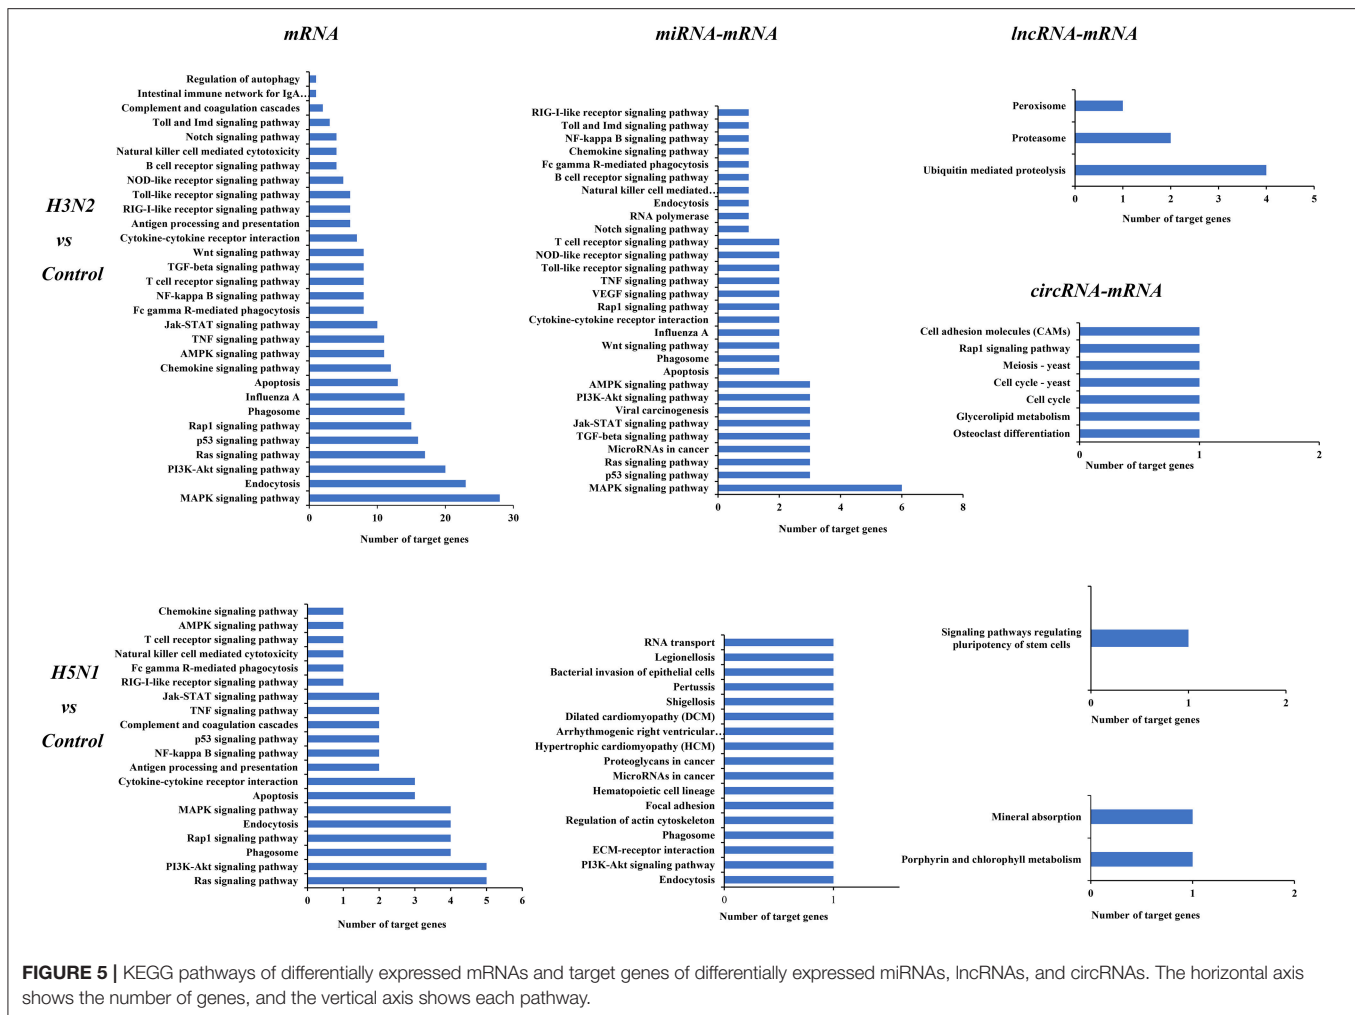 mRNA
miRNA-mRNA
lncRNA-mRNA
H3N2
vs
Control
Regulation of autophagy
Intestinal immune network for IgA…
Complement and coagulation cascades
Toll and Imd signaling pathway
Notch signaling pathway
Natural killer cell mediated cytotoxicity
B cell receptor signaling pathway
NOD-like receptor signaling pathway
Toll-like receptor signaling pathway
RIG-I-like receptor signaling pathway
Antigen processing and presentation
Cytokine-cytokine receptor interaction
Wnt signaling pathway
TGF-beta signaling pathway
T cell receptor signaling pathway
NF-kappa B signaling pathway
Fc gamma R-mediated phagocytosis
Jak-STAT signaling pathway
TNF signaling pathway
AMPK signaling pathway
Chemokine signaling pathway
Apoptosis
Influenza A
Phagosome
Rap1 signaling pathway
p53 signaling pathway
Ras signaling pathway
PI3K-Akt signaling pathway
Endocytosis
MAPK signaling pathway
0 10 20 30
Number of target genes
RIG-I-like receptor signaling pathway
Toll and Imd signaling pathway
NF-kappa B signaling pathway
Chemokine signaling pathway
Fc gamma R-mediated phagocytosis
B cell receptor signaling pathway
Natural killer cell mediated…
Endocytosis
RNA polymerase
Notch signaling pathway
T cell receptor signaling pathway
NOD-like receptor signaling pathway
Toll-like receptor signaling pathway
TNF signaling pathway
VEGF signaling pathway
Rap1 signaling pathway
Cytokine-cytokine receptor interaction
Influenza A
Wnt signaling pathway
Phagosome
Apoptosis
AMPK signaling pathway
PI3K-Akt signaling pathway
Viral carcinogenesis
Jak-STAT signaling pathway
TGF-beta signaling pathway
MicroRNAs in cancer
Ras signaling pathway
p53 signaling pathway
MAPK signaling pathway
0 2 4 6 8
Number of target genes
Peroxisome
Proteasome
Ubiquitin mediated proteolysis
0 1 2 3 4 5
Number of target genes
circRNA-mRNA
Cell adhesion molecules (CAMs)
Rap1 signaling pathway
Meiosis - yeast
Cell cycle - yeast
Cell cycle
Glycerolipid metabolism
Osteoclast differentiation
0 1 2
Number of target genes
H5N1
vs
Control
Chemokine signaling pathway
AMPK signaling pathway
T cell receptor signaling pathway
Natural killer cell mediated cytotoxicity
Fc gamma R-mediated phagocytosis
RIG-I-like receptor signaling pathway
Jak-STAT signaling pathway
TNF signaling pathway
Complement and coagulation cascades
p53 signaling pathway
NF-kappa B signaling pathway
Antigen processing and presentation
Cytokine-cytokine receptor interaction
Apoptosis
MAPK signaling pathway
Endocytosis
Rap1 signaling pathway
Phagosome
PI3K-Akt signaling pathway
Ras signaling pathway
0 1 2 3 4 5 6
Number of target genes
RNA transport
Legionellosis
Bacterial invasion of epithelial cells
Pertussis
Shigellosis
Dilated cardiomyopathy (DCM)
Arrhythmogenic right ventricular…
Hypertrophic cardiomyopathy (HCM)
Proteoglycans in cancer
MicroRNAs in cancer
Hematopoietic cell lineage
Focal adhesion
Regulation of actin cytoskeleton
Phagosome
ECM-receptor interaction
PI3K-Akt signaling pathway
Endocytosis
0 1
Number of target genes
Signaling pathways regulating
pluripotency of stem cells
0 1 2
Number of target genes
Mineral absorption
Porphyrin and chlorophyll metabolism
0 1 2
Number of target genes
FIGURE 5 | KEGG pathways of differentially expressed mRNAs and target genes of differentially expressed miRNAs, lncRNAs, and circRNAs. The horizontal axis
shows the number of genes, and the vertical axis shows each pathway.